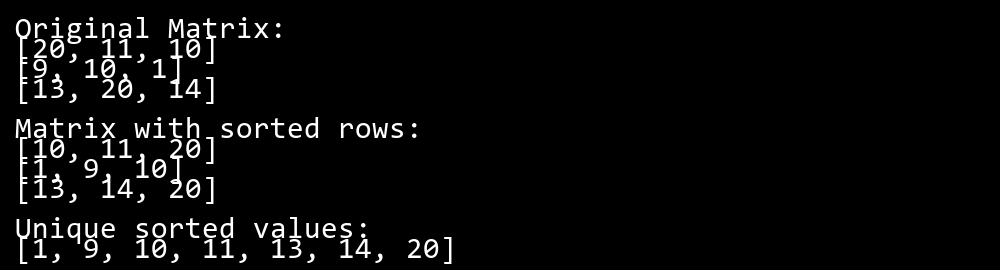 Original Matrix:
[20, 11, 10]
[9, 10, 1]
[13, 20, 14]
Matrix with sorted rows:
[10, 11, 20]
[1, 9, 10]
[13, 14, 20]
Unique sorted values:
[1, 9, 10, 11, 13, 14, 20]